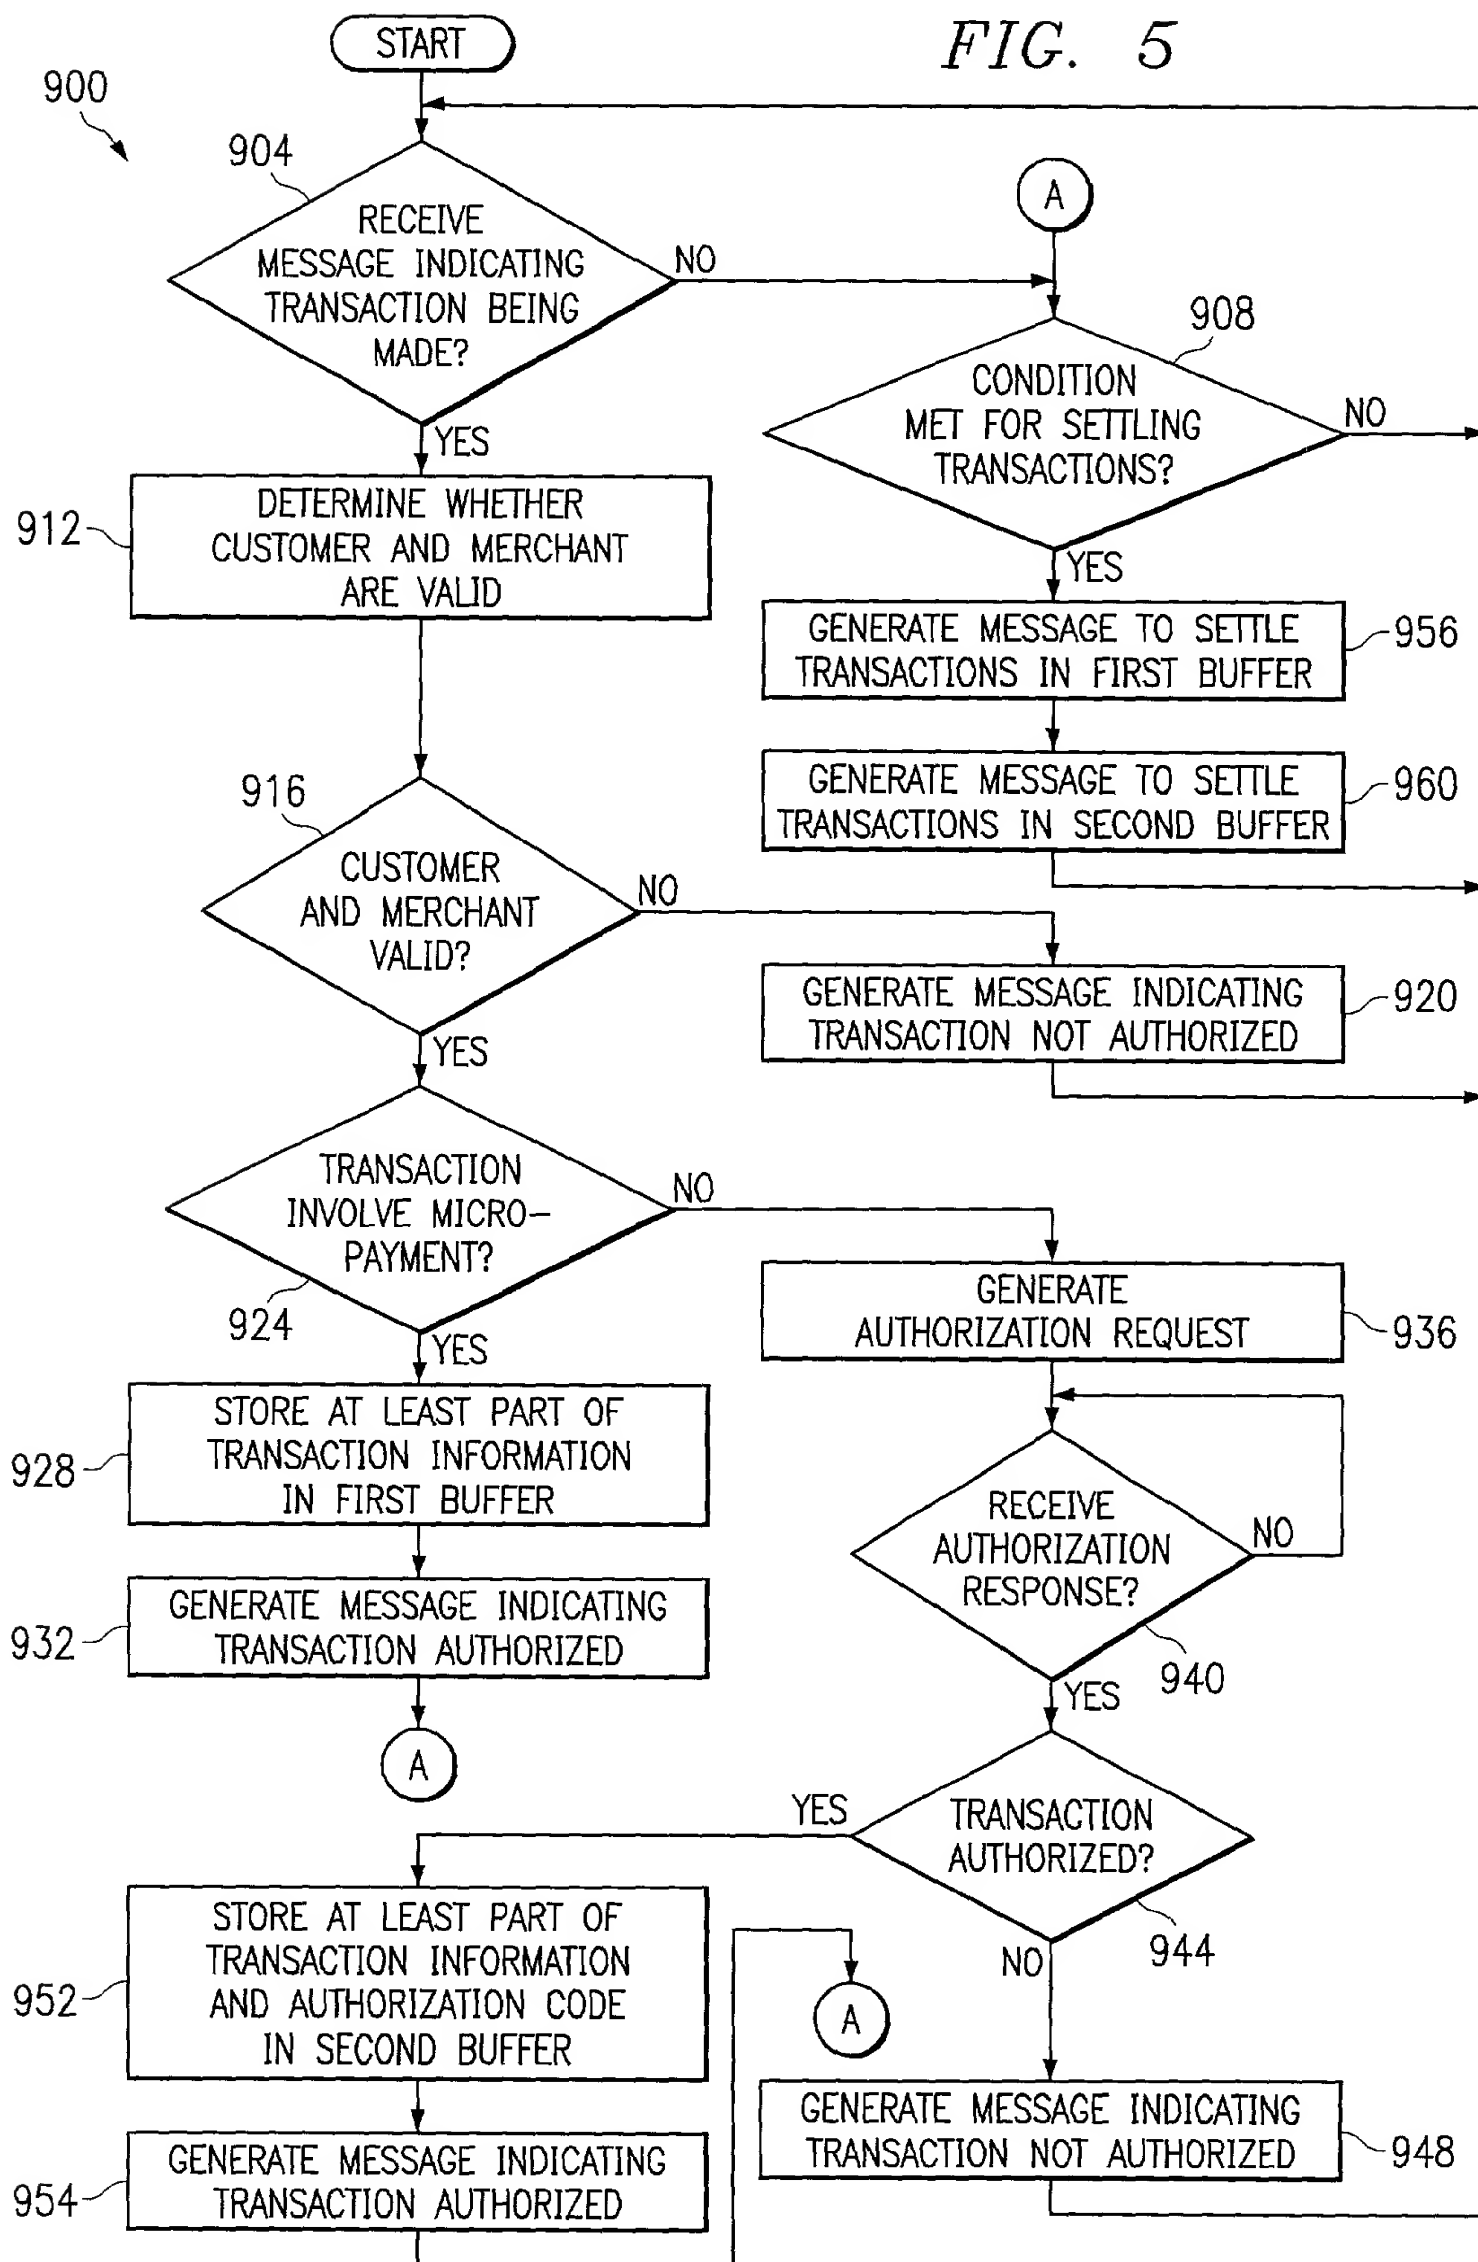 FIG. 5
START
900
904
RECEIVE
MESSAGE INDICATING
TRANSACTION BEING
MADE?
NO
YES
A
908
CONDITION
MET FOR SETTLING
TRANSACTIONS?
NO
YES
912
DETERMINE WHETHER
CUSTOMER AND MERCHANT
ARE VALID
GENERATE MESSAGE TO SETTLE
TRANSACTIONS IN FIRST BUFFER
956
GENERATE MESSAGE TO SETTLE
TRANSACTIONS IN SECOND BUFFER
960
916
CUSTOMER
AND MERCHANT
VALID?
NO
YES
GENERATE MESSAGE INDICATING
TRANSACTION NOT AUTHORIZED
920
TRANSACTION
INVOLVE MICRO–
PAYMENT?
NO
924
YES
GENERATE
AUTHORIZATION REQUEST
936
928
STORE AT LEAST PART OF
TRANSACTION INFORMATION
IN FIRST BUFFER
RECEIVE
AUTHORIZATION
RESPONSE?
NO
940
YES
932
GENERATE MESSAGE INDICATING
TRANSACTION AUTHORIZED
A
YES
TRANSACTION
AUTHORIZED?
944
NO
952
STORE AT LEAST PART OF
TRANSACTION INFORMATION
AND AUTHORIZATION CODE
IN SECOND BUFFER
A
GENERATE MESSAGE INDICATING
TRANSACTION NOT AUTHORIZED
948
954
GENERATE MESSAGE INDICATING
TRANSACTION AUTHORIZED